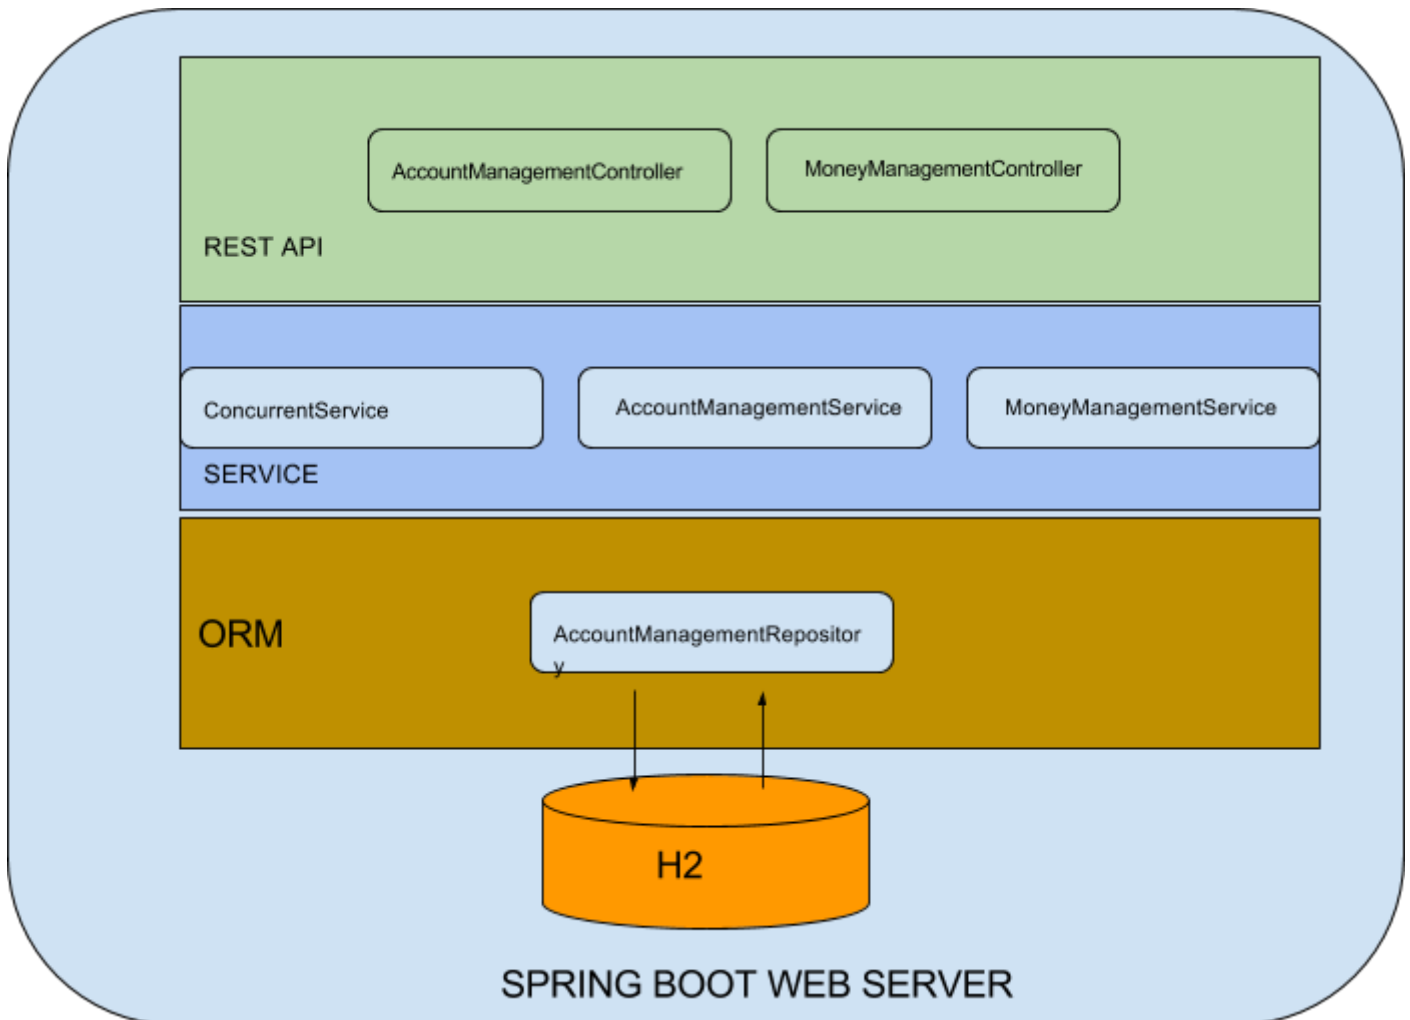 AccountManagementController
MoneyManagementController
REST API
ConcurrentService
AccountManagementService
MoneyManagementService
SERVICE
ORM
AccountManagementRepositor
y
H2
SPRING BOOT WEB SERVER